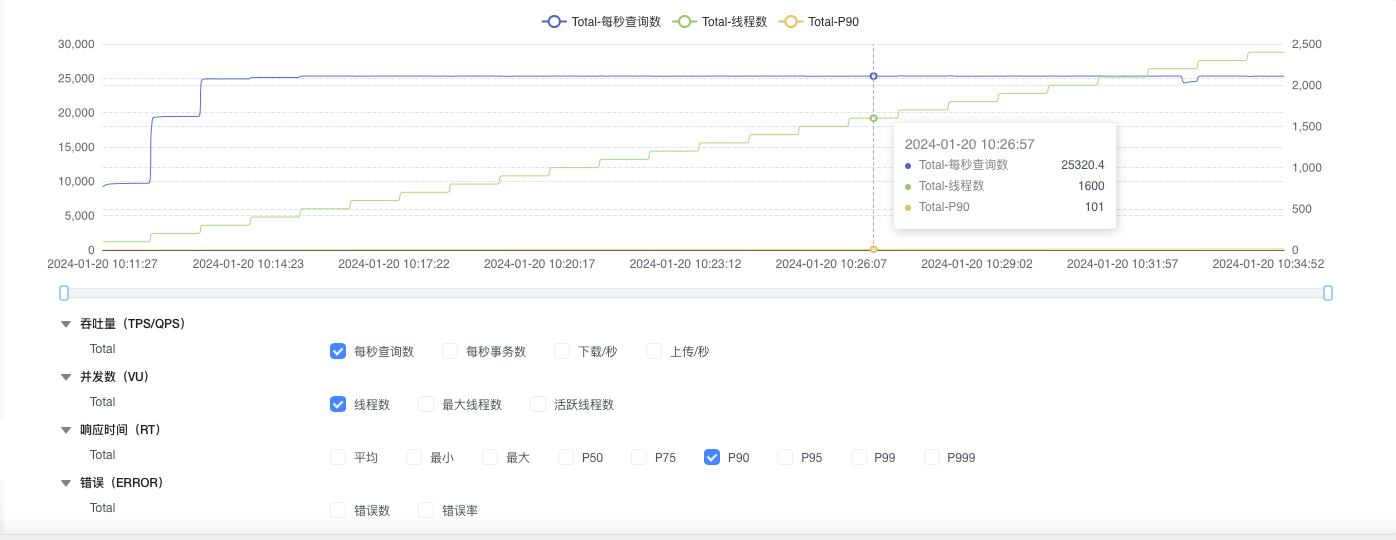 Total-每秒查询数 Total-线程数 Total-P90
30,000 2,500
25,000 2,000
20,000 1,500
15,000 1,000
10,000 500
5,000 0
0
2024-01-20 10:26:57
Total-每秒查询数 25320.4
Total-线程数 1600
Total-P90 101
2024-01-20 10:11:27 2024-01-20 10:14:23 2024-01-20 10:17:22 2024-01-20 10:20:17 2024-01-20 10:23:12 2024-01-20 10:26:07 2024-01-20 10:29:02 2024-01-20 10:31:57 2024-01-20 10:34:52
吞吐量（TPS/QPS）
Total 每秒查询数 每秒事务数 下载/秒 上传/秒
并发数（VU）
Total 线程数 最大线程数 活跃线程数
响应时间（RT）
Total 平均 最小 最大 P50 P75 P90 P95 P99 P999
错误（ERROR）
Total 错误数 错误率